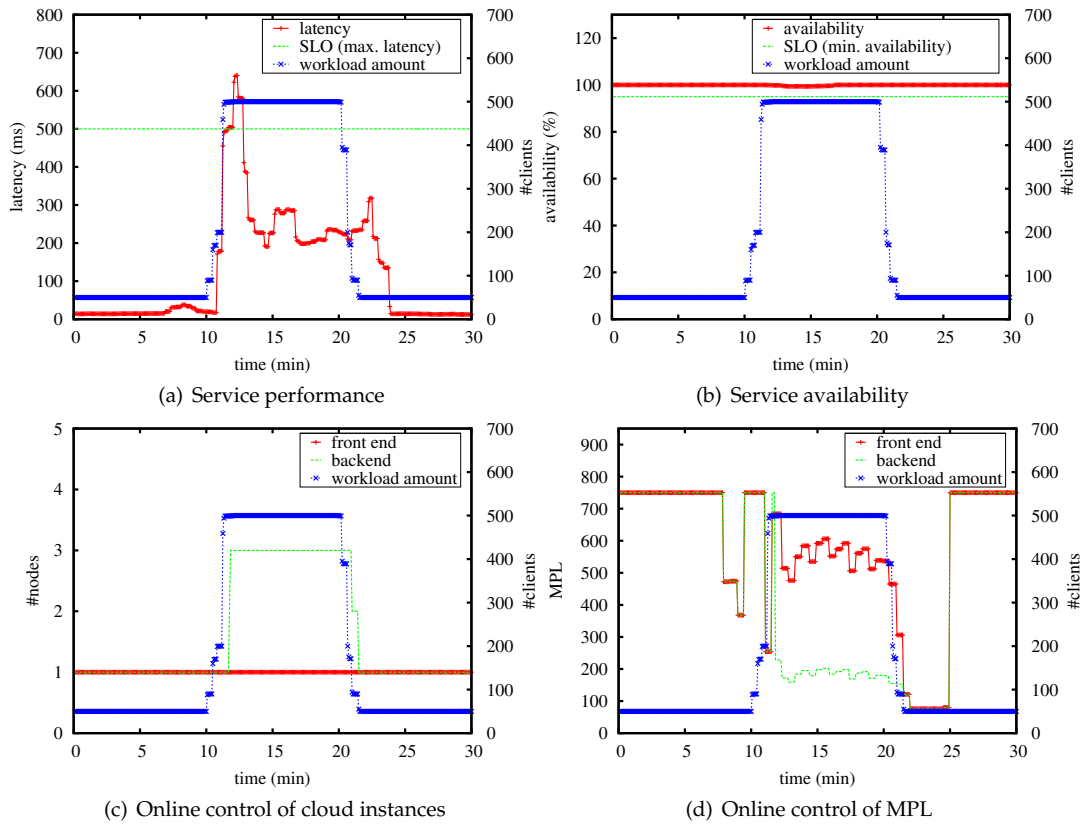 latency
SLO (max. latency)
workload amount
800
700
600
500
400
300
200
100
0
latency (ms)
700
600
500
400
300
200
100
0
#clients
0 5 10 15 20 25 30
time (min)
(a) Service performance
availability
SLO (min. availability)
workload amount
120
100
80
60
40
20
0
availability (%)
700
600
500
400
300
200
100
0
#clients
0 5 10 15 20 25 30
time (min)
(b) Service availability
front end
backend
workload amount
5
4
3
2
1
0
#nodes
700
600
500
400
300
200
100
0
#clients
0 5 10 15 20 25 30
time (min)
(c) Online control of cloud instances
front end
backend
workload amount
900
800
700
600
500
400
300
200
100
0
MPL
700
600
500
400
300
200
100
0
#clients
0 5 10 15 20 25 30
time (min)
(d) Online control of MPL